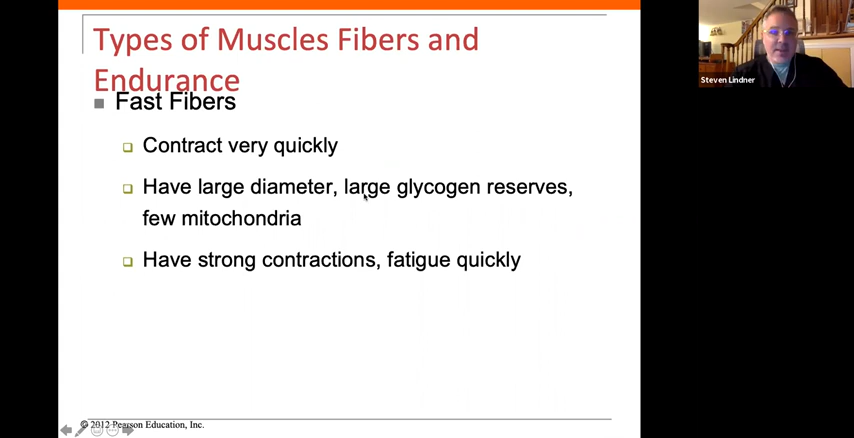 Types of Muscles Fibers and
Endurance
Fast Fibers
Contract very quickly
Have large diameter, large glycogen reserves,
few mitochondria
Have strong contractions, fatigue quickly
© 2012 Pearson Education, Inc.
Steven Lindner